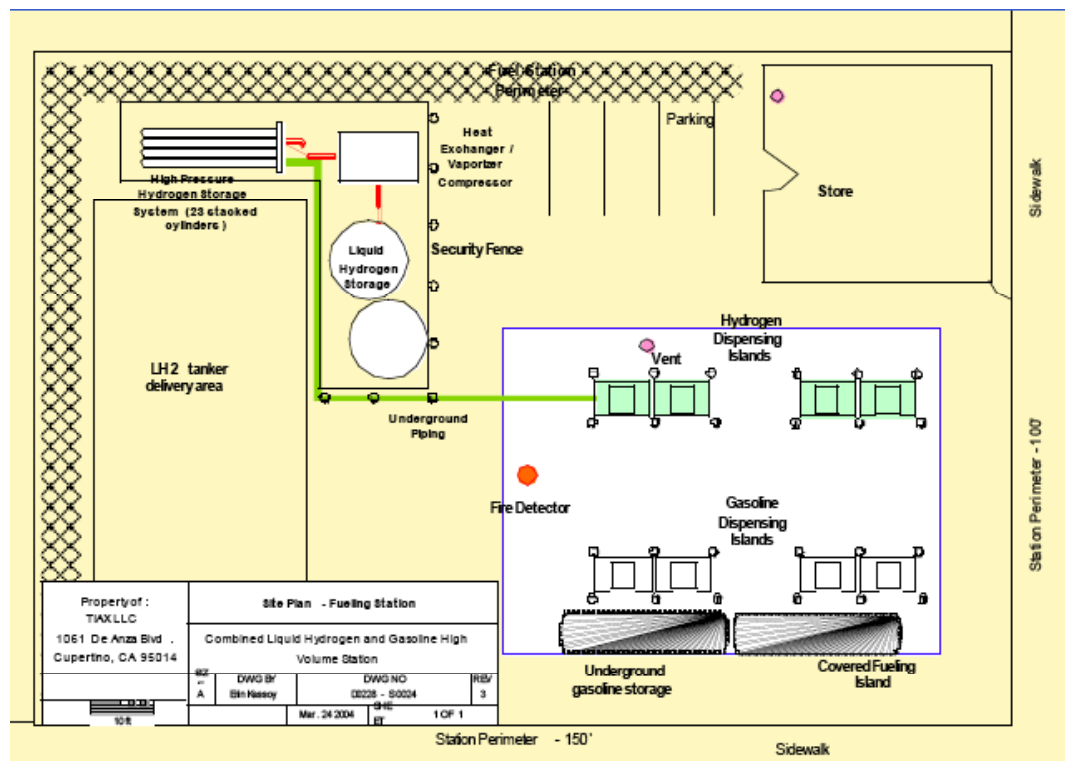 Fuel Station
Perimeter
Parking
Heat
Exchanger /
Vaporizer
Compressor
High Pressure
Hydrogen Storage
System (23 stacked
cylinders)
Store
Sidewalk
Liquid
Hydrogen
Storage
Security Fence
Hydrogen
Dispensing
Islands
Vent
LH2 tanker
delivery area
Underground
Piping
Station Perimeter - 100'
Fire Detector
Gasoline
Dispensing
Islands
Property of :
TIAX LLC
1061 De Anza Blvd .
Cupertino, CA 95014
Site Plan - Fueling Station
Combined Liquid Hydrogen and Gasoline High
Volume Station
A
DWG BY
Erin Kassoy
DWG NO
D0228 - S0024
REV
3
Mar. 24 2004
1 OF 1
10 ft
Underground
gasoline storage
Covered Fueling
Island
Station Perimeter - 150'
Sidewalk